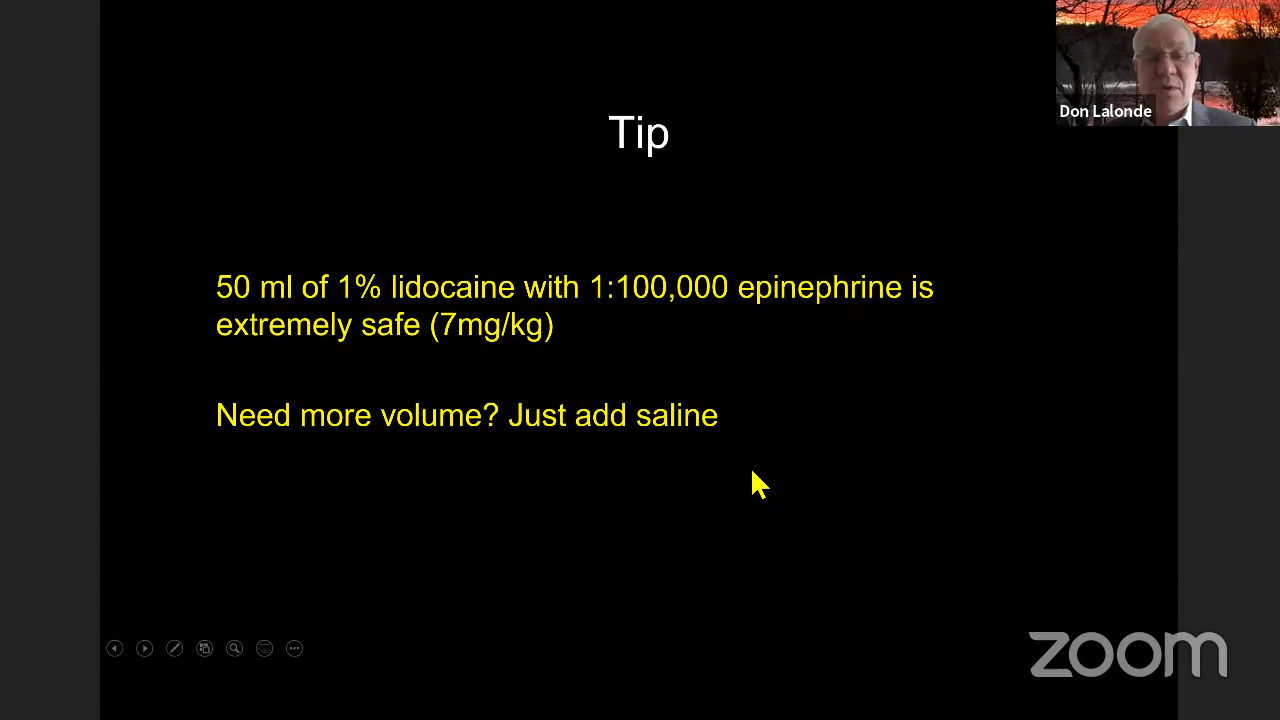 Don Lalonde
Tip
50 ml of 1% lidocaine with 1:100,000 epinephrine is
extremely safe (7mg/kg)
Need more volume? Just add saline
zoom